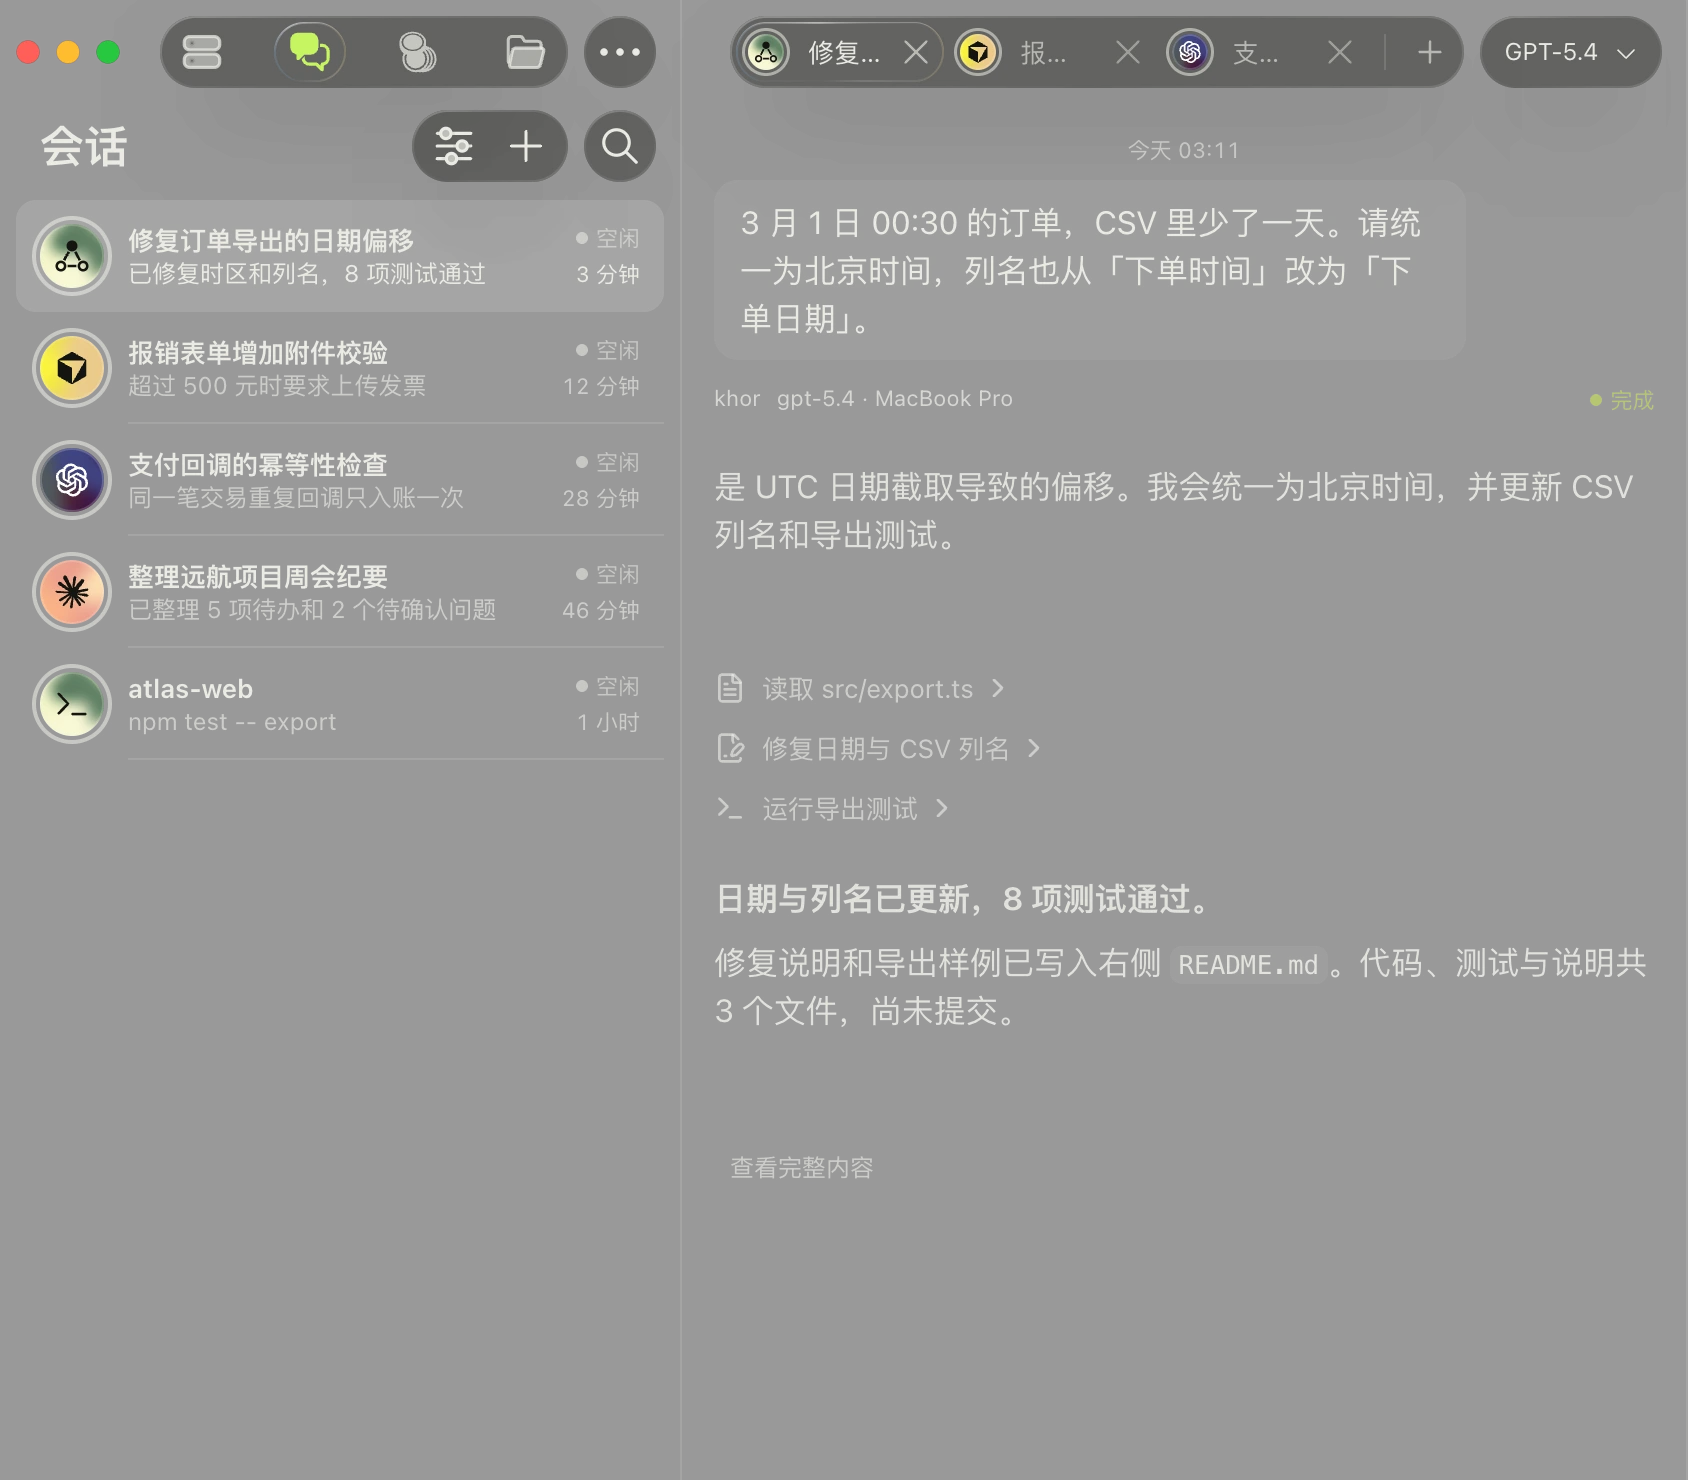 修复...
报...
支...
GPT-5.4
会话
修复订单导出的日期偏移
空闲
已修复时区和列名，8 项测试通过
3 分钟
报销表单增加附件校验
空闲
超过 500 元时要求上传发票
12 分钟
支付回调的幂等性检查
空闲
同一笔交易重复回调只入账一次
28 分钟
整理远航项目周会纪要
空闲
已整理 5 项待办和 2 个待确认问题
46 分钟
atlas-web
空闲
npm test -- export
1 小时
今天 03:11
3 月 1 日 00:30 的订单，CSV 里少了一天。请统
一为北京时间，列名也从「下单时间」改为「下
单日期」。
khor gpt-5.4 · MacBook Pro
完成
是 UTC 日期截取导致的偏移。我会统一为北京时间，并更新 CSV
列名和导出测试。
读取 src/export.ts
修复日期与 CSV 列名
运行导出测试
日期与列名已更新，8 项测试通过。
修复说明和导出样例已写入右侧 README.md 。代码、测试与说明共
3 个文件，尚未提交。
查看完整内容